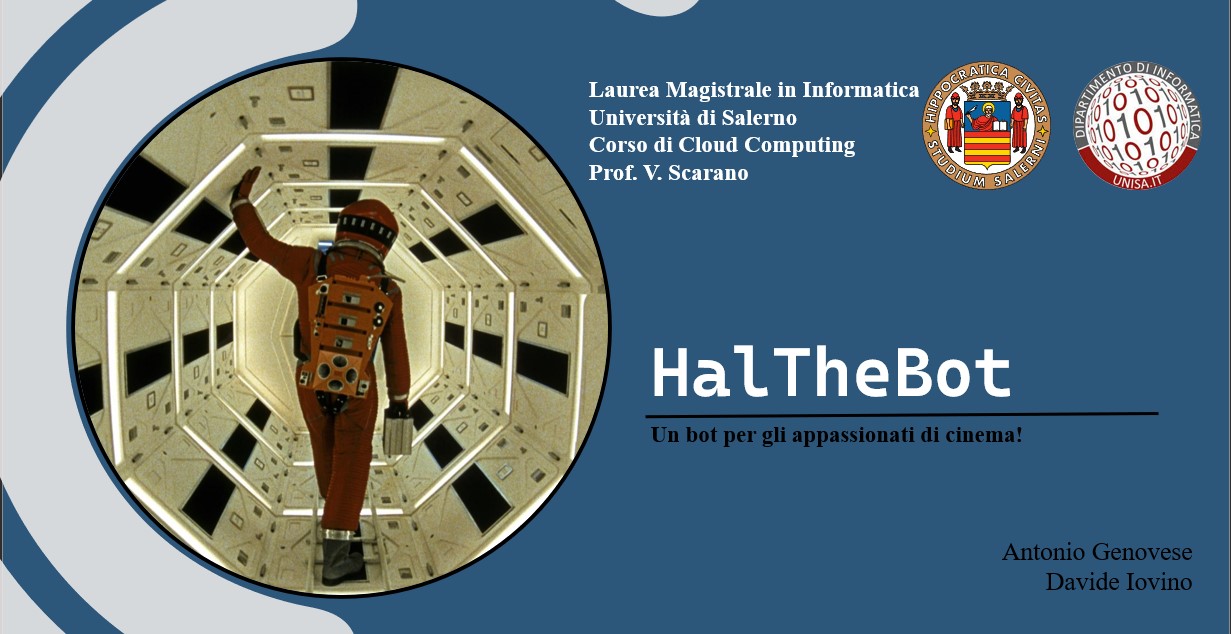 Laurea Magistrale in Informatica
Università di Salerno
Corso di Cloud Computing
Prof. V. Scarano
HIPPOCRATICA CIVITAS
STUDIUM SALERNI
DIPARTIMENTO DI INFORMATICA
UNISA.IT
HalTheBot
Un bot per gli appassionati di cinema!
Antonio Genovese
Davide Iovino